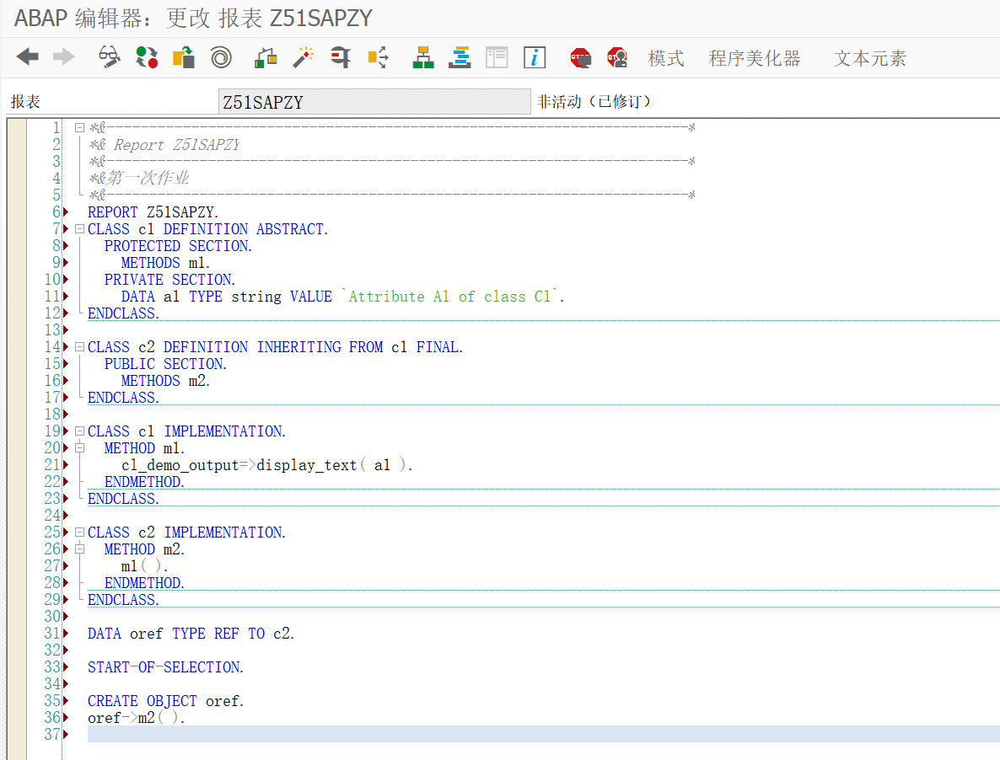 ABAP 编辑器： 更改 报表 Z51SAPZY
STOP 模式 程序美化器 文本元素
报表 Z51SAPZY 非活动（已修订）
1 *&---------------------------------------------------------------------*
2 *& Report Z51SAPZY
3 *&---------------------------------------------------------------------*
4 *&第一次作业
5 *&---------------------------------------------------------------------*
6 REPORT Z51SAPZY.
7 CLASS c1 DEFINITION ABSTRACT.
8 PROTECTED SECTION.
9 METHODS m1.
10 PRIVATE SECTION.
11 DATA a1 TYPE string VALUE `Attribute A1 of class C1`.
12 ENDCLASS.
13
14 CLASS c2 DEFINITION INHERITING FROM c1 FINAL.
15 PUBLIC SECTION.
16 METHODS m2.
17 ENDCLASS.
18
19 CLASS c1 IMPLEMENTATION.
20 METHOD m1.
21 cl_demo_output=>display_text( a1 ).
22 ENDMETHOD.
23 ENDCLASS.
24
25 CLASS c2 IMPLEMENTATION.
26 METHOD m2.
27 m1( ).
28 ENDMETHOD.
29 ENDCLASS.
30
31 DATA oref TYPE REF TO c2.
32
33 START-OF-SELECTION.
34
35 CREATE OBJECT oref.
36 oref->m2( ).
37